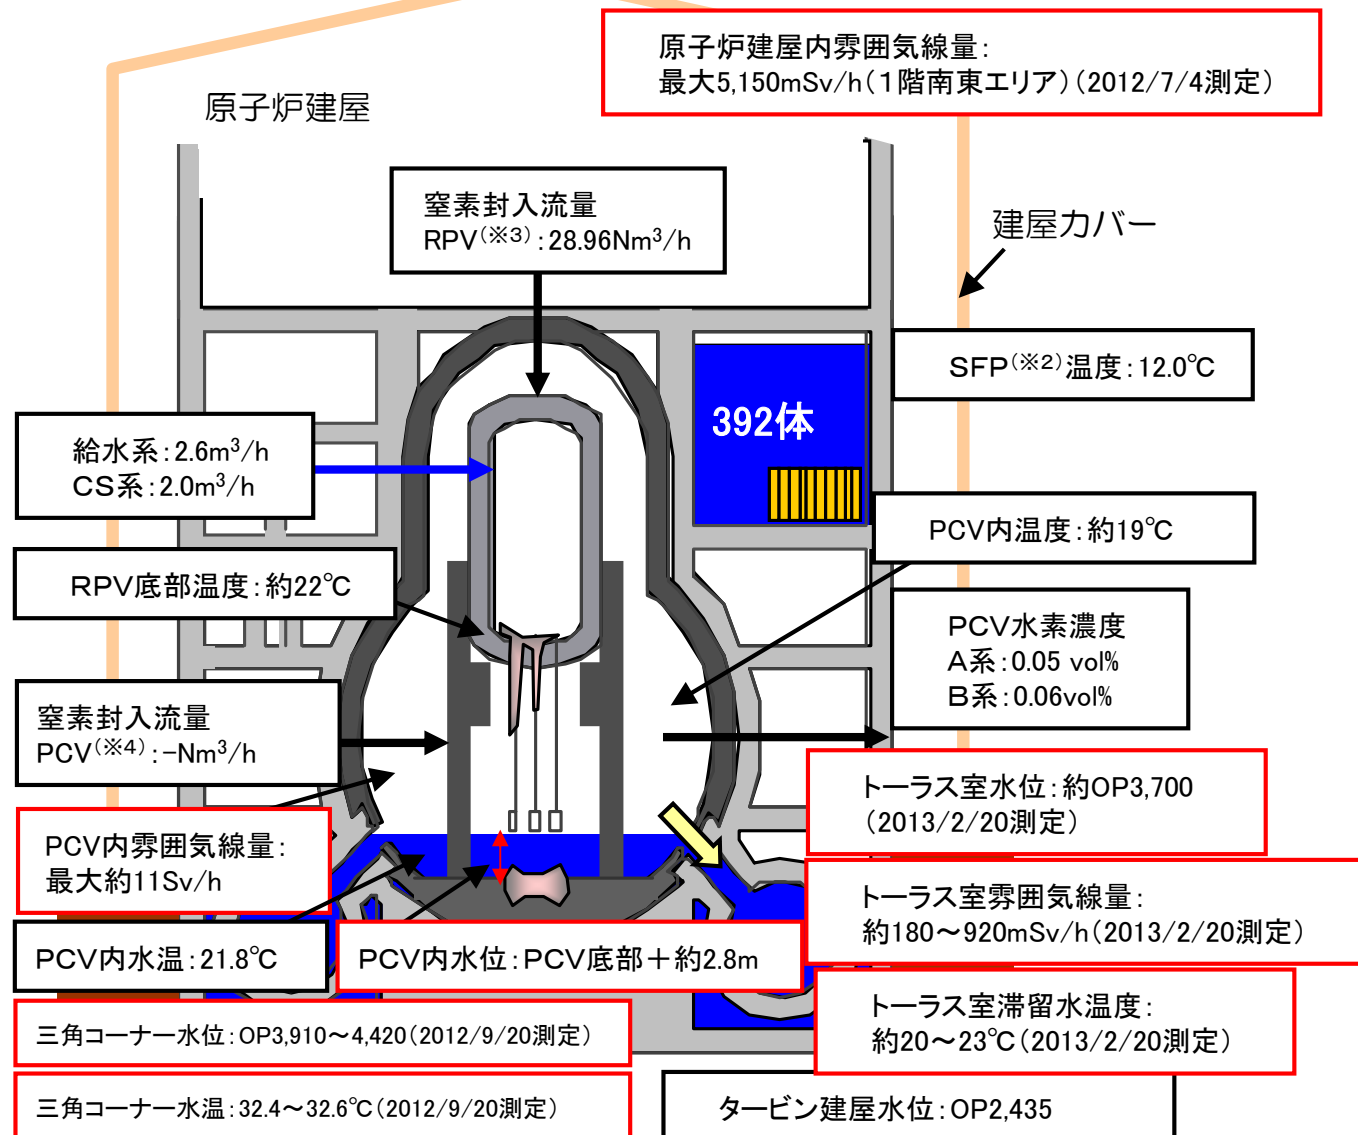 原子炉建屋内雰囲気線量:
最大5,150mSv/h(1階南東エリア)(2012/7/4測定)
原子炉建屋
窒素封入流量
RPV(※3):28.96Nm³/h
建屋カバー
SFP(※2)温度:12.0℃
392体
給水系:2.6m³/h
CS系:2.0m³/h
PCV内温度:約19℃
RPV底部温度:約22℃
PCV水素濃度
A系:0.05 vol%
B系:0.06vol%
窒素封入流量
PCV(※4):-Nm³/h
トーラス室水位:約OP3,700
(2013/2/20測定)
PCV内雰囲気線量:
最大約11Sv/h
トーラス室雰囲気線量:
約180～920mSv/h(2013/2/20測定)
PCV内水温:21.8℃
PCV内水位:PCV底部+約2.8m
トーラス室滞留水温度:
約20～23℃(2013/2/20測定)
三角コーナー水位:OP3,910～4,420(2012/9/20測定)
三角コーナー水温:32.4～32.6℃(2012/9/20測定)
タービン建屋水位:OP2,435